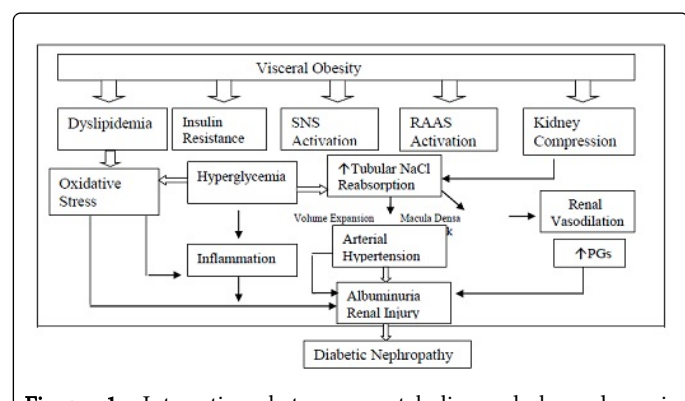 Visceral Obesity
Dyslipidemia
Insulin
Resistance
SNS
Activation
RAAS
Activation
Kidney
Compression
Oxidative
Stress
Hyperglycemia
↑Tubular NaCl
Reabsorption
Renal
Vasodilation
Volume Expansion
Macula Densa
k
Arterial
Hypertension
↑PGs
Inflammation
Albuminuria
Renal Injury
Diabetic Nephropathy